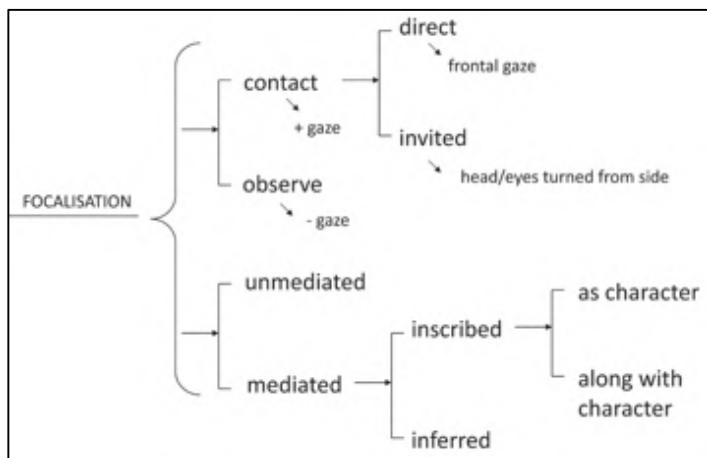 direct
frontal gaze
contact
+ gaze
invited
head/eyes turned from side
observe
- gaze
FOCALISATION
unmediated
as character
inscribed
mediated
along with
character
inferred